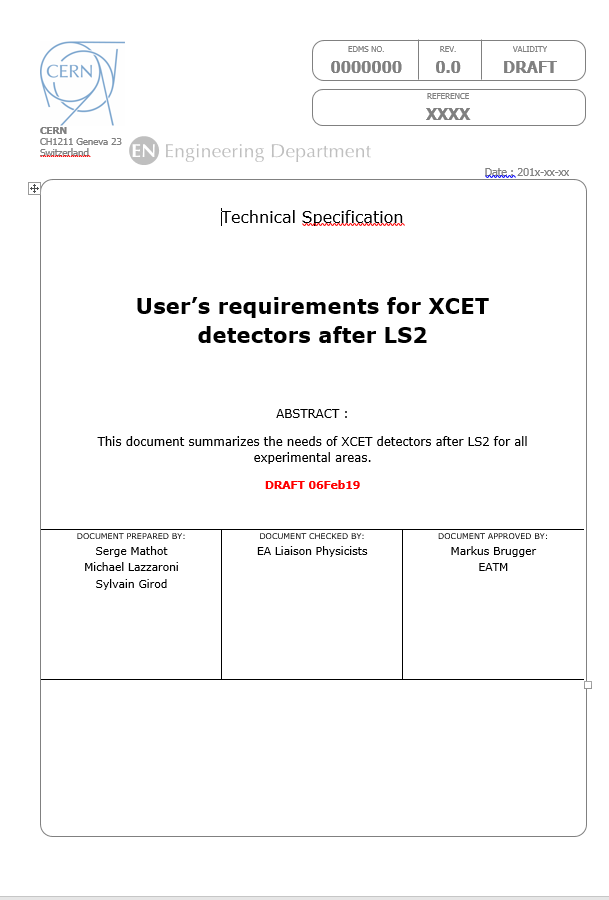 CERN
EDMS NO.
REV.
VALIDITY
0000000
0.0
DRAFT
REFERENCE
XXXX
CERN
CH1211 Geneva 23
Switzerland
EN Engineering Department
Date : 201x-xx-xx
Technical Specification
User’s requirements for XCET
detectors after LS2
ABSTRACT :
This document summarizes the needs of XCET detectors after LS2 for all
experimental areas.
DRAFT 06Feb19
DOCUMENT PREPARED BY:
Serge Mathot
Michael Lazzaroni
Sylvain Girod
DOCUMENT CHECKED BY:
EA Liaison Physicists
DOCUMENT APPROVED BY:
Markus Brugger
EATM